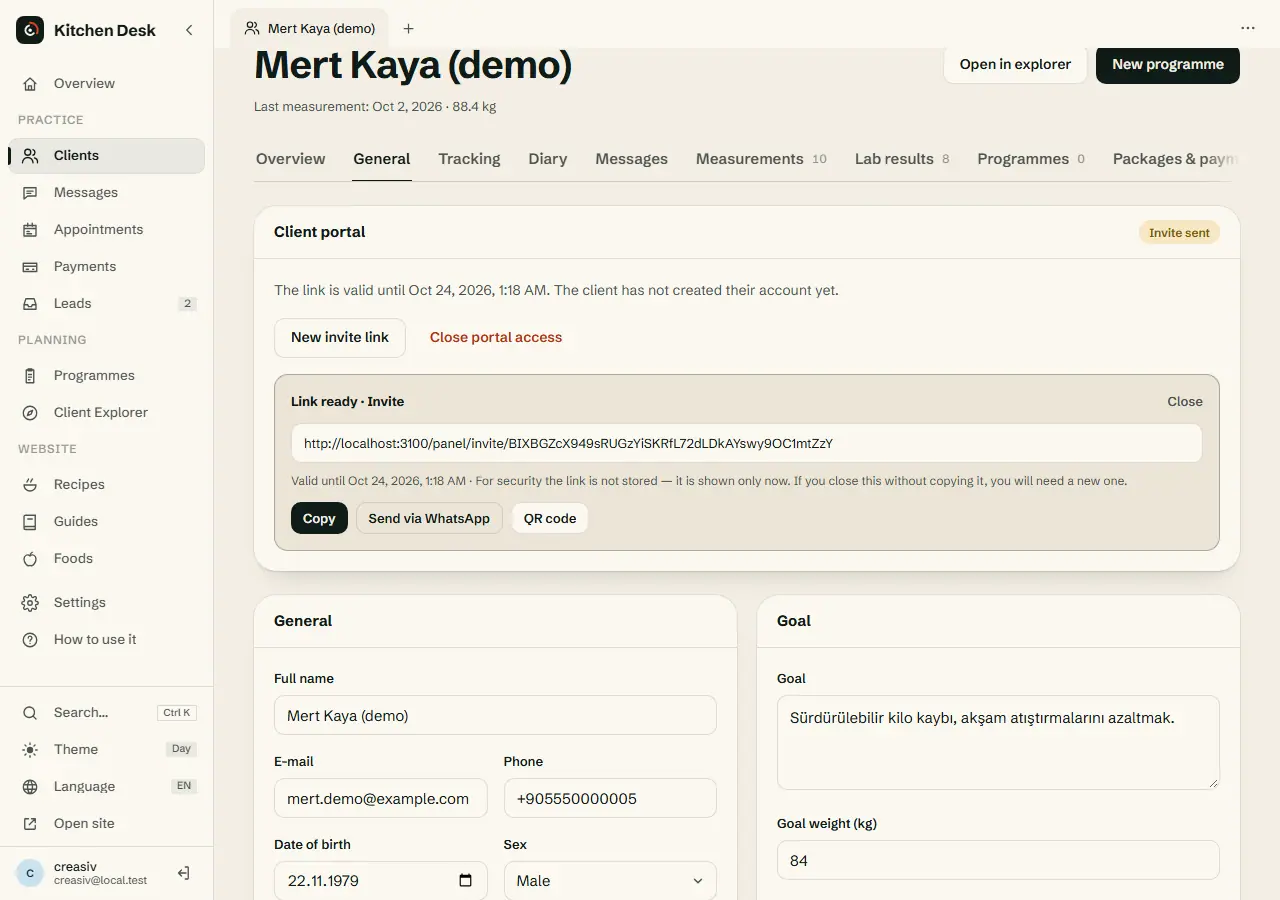 Kitchen Desk
Overview
PRACTICE
Clients
Messages
Appointments
Payments
Leads 2
PLANNING
Programmes
Client Explorer
WEBSITE
Recipes
Guides
Foods
Settings
How to use it
Search... Ctrl K
Theme Day
Language EN
Open site
C creasiv
creasiv@local.test
Mert Kaya (demo)
Mert Kaya (demo)
Open in explorer New programme
Last measurement: Oct 2, 2026 · 88.4 kg
Overview General Tracking Diary Messages Measurements 10 Lab results 8 Programmes 0 Packages & paym
Client portal Invite sent
The link is valid until Oct 24, 2026, 1:18 AM. The client has not created their account yet.
New invite link Close portal access
Link ready · Invite Close
http://localhost:3100/panel/invite/BIXBGZcX949sRUGzYiSKRfL72dLDkAYswy9OC1mtZzY
Valid until Oct 24, 2026, 1:18 AM · For security the link is not stored — it is shown only now. If you close this without copying it, you will need a new one.
Copy Send via WhatsApp QR code
General
Full name
Mert Kaya (demo)
E-mail Phone
mert.demo@example.com +905550000005
Date of birth Sex
22.11.1979 Male
Goal
Goal
Sürdürülebilir kilo kaybı, akşam atıştırmalarını azaltmak.
Goal weight (kg)
84